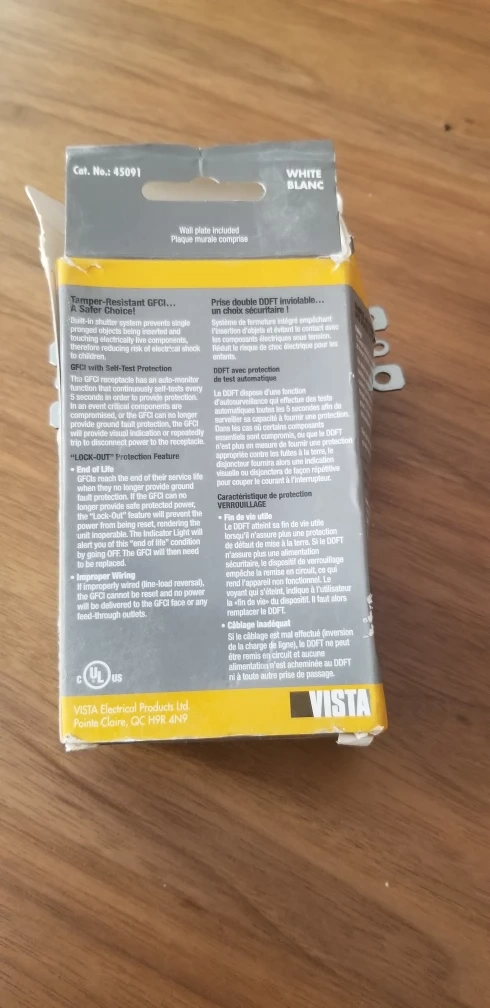 Cat. No.: 45091
WHITE
BLANC
Wall plate included
Plaque murale comprise
Tamper-Resistant GFCI...
A Safer Choice!
Built-in shutter system prevents single
pronged objects being inserted and
touching electrically live components,
therefore reducing risk of electrical shock
to children.
GFCI with Self-Test Protection
The GFCI receptacle has an auto-monitor
function that continuously self-tests every
5 seconds in order to provide protection.
In an event critical components are
compromised, or the GFCI can no longer
provide ground fault protection, the GFCI
will provide visual indication or repeatedly
trip to disconnect power to the receptacle.
"LOCK-OUT" Protection Feature
• End of Life
GFCIs reach the end of their service life
when they no longer provide ground
fault protection. If the GFCI can no
longer provide safe protected power,
the "Lock-Out" feature will prevent the
power from being reset, rendering the
unit inoperable. The Indicator Light will
alert you of this "end of life" condition
by going OFF. The GFCI will then need
to be replaced.
• Improper Wiring
If improperly wired (line-load reversal),
the GFCI cannot be reset and no power
will be delivered to the GFCI face or any
feed-through outlets.
Prise double DDFT inviolable...
un choix sécuritaire !
Système de fermeture intégré empêchant
l'insertion d'objets et évitant le contact avec
les composants électriques sous tension.
Réduit le risque de choc électrique pour les
enfants.
DDFT avec protection
de test automatique
Le DDFT dispose d'une fonction
d'autosurveillance qui effectue des tests
automatiques toutes les 5 secondes afin de
surveiller sa capacité à fournir une protection.
Dans les cas où certains composants
essentiels sont compromis, ou que le DDFT
n'est plus en mesure de fournir une protection
appropriée contre les fuites à la terre, le
disjoncteur fournira alors une indication
visuelle ou disjonctera de façon répétitive
pour couper le courant à l'interrupteur.
Caractéristique de protection
VERROUILLAGE
• Fin de vie utile
Le DDFT atteint sa fin de vie utile
lorsqu'il n'assure plus une protection
de défaut de mise à la terre. Si le DDFT
n'assure plus une alimentation
sécuritaire, le dispositif de verrouillage
empêche la remise en circuit, ce qui
rend l'appareil non fonctionnel. Le
voyant qui s'éteint, indique à l'utilisateur
la «fin de vie» du dispositif. Il faut alors
remplacer le DDFT.
• Câblage inadéquat
Si le câblage est mal effectué (inversion
de la charge de ligne), le DDFT ne peut
être remis en circuit et aucune
alimentation n'est acheminée au DDFT
ni à toute autre prise de passage.
C UL US
VISTA Electrical Products Ltd.
Pointe Claire, QC H9R 4N9
VISTA